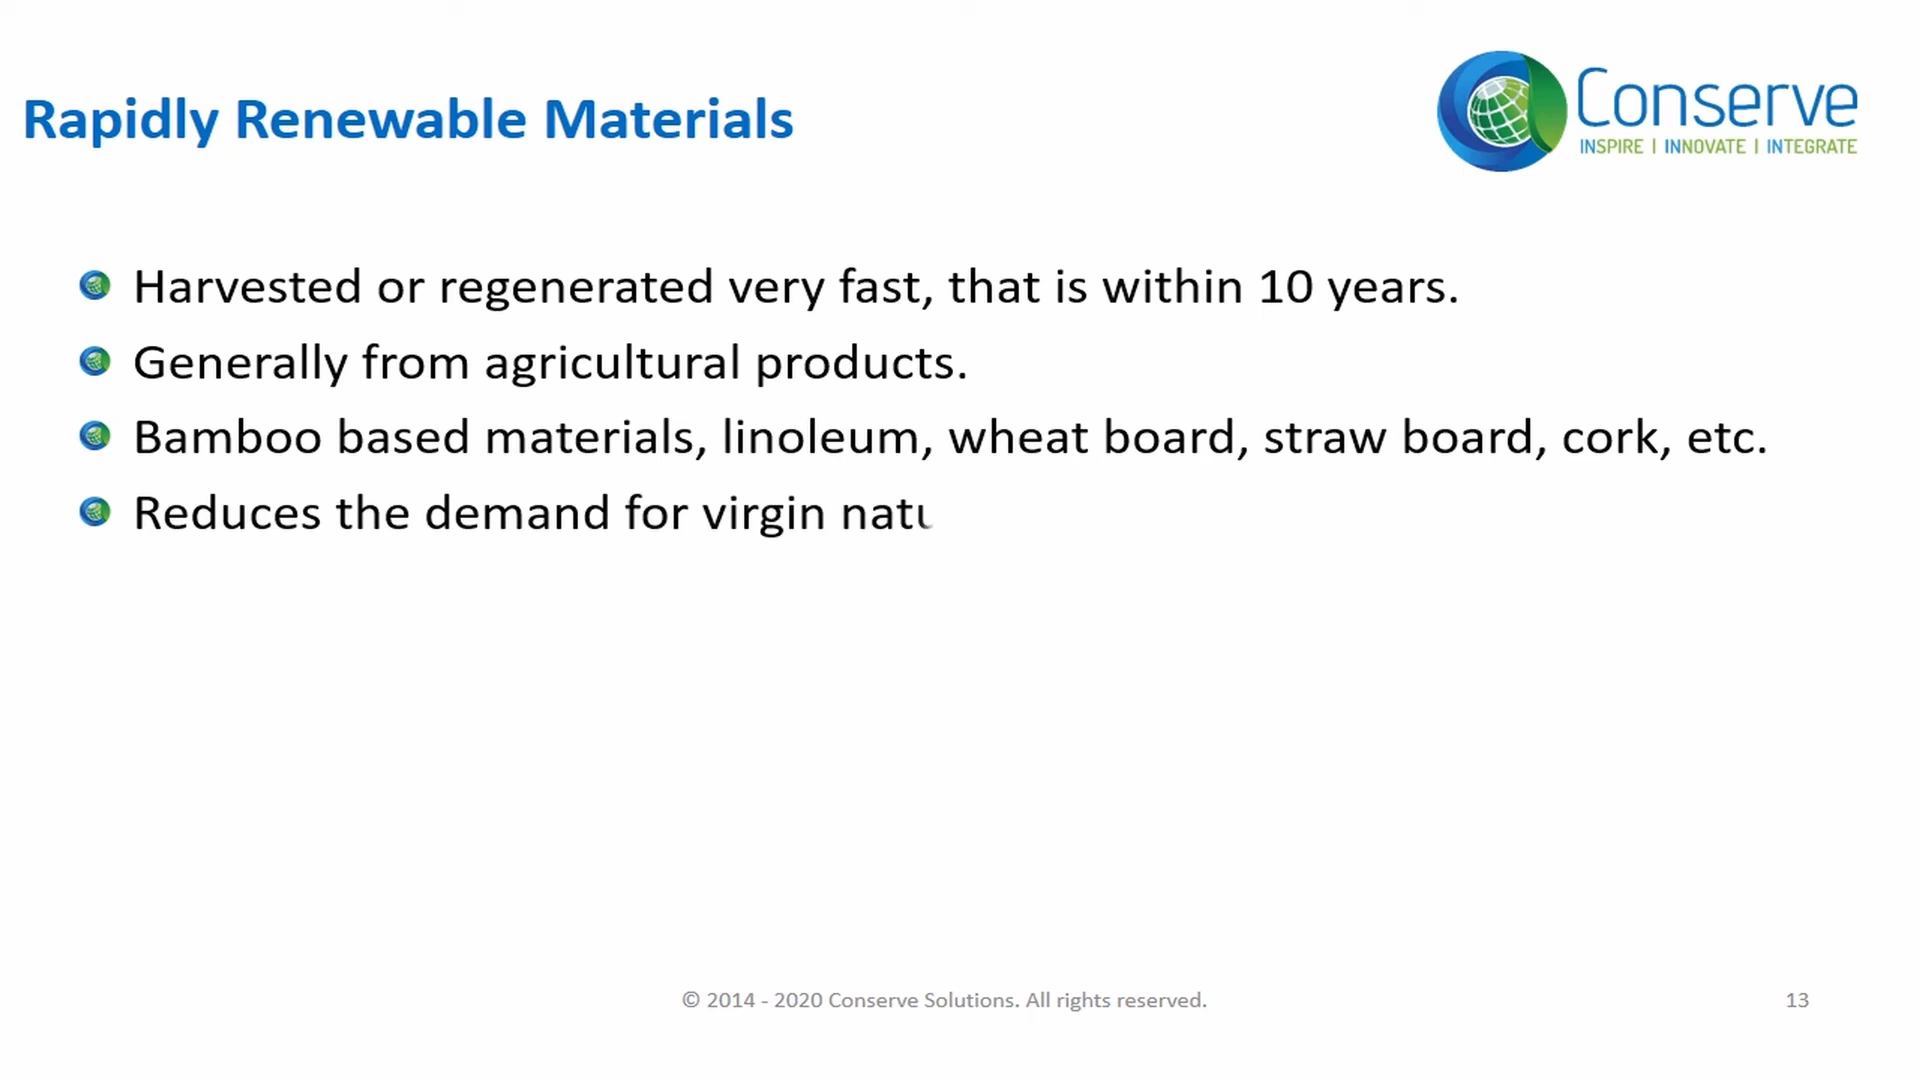 Rapidly Renewable Materials
Conserve
INSPIRE | INNOVATE | INTEGRATE
Harvested or regenerated very fast, that is within 10 years.
Generally from agricultural products.
Bamboo based materials, linoleum, wheat board, straw board, cork, etc.
Reduces the demand for virgin natu
© 2014 - 2020 Conserve Solutions. All rights reserved.
13